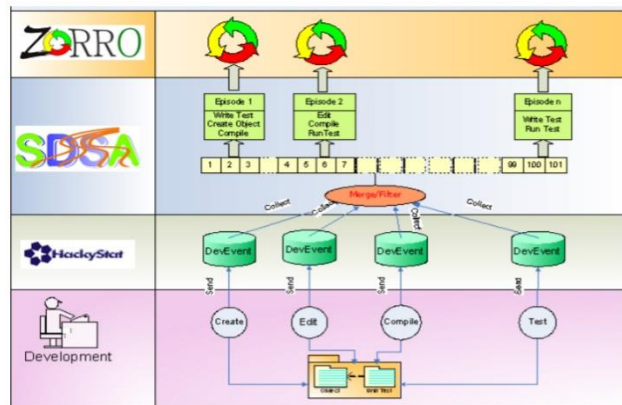 ZORRO
Episode 1
Write Test
Create Object
Compile
Episode 2
Edit
Compile
RunTest
Episode n
Write Test
Run Test
SDSA
1 2 3 4 5 6 7 99 100 101
Merge/Filter
Collect
Collect
Collect
Collect
HackyStat
DevEvent
DevEvent
DevEvent
DevEvent
Send
Send
Send
Send
Create
Edit
Compile
Test
Development
Object
Unit Test